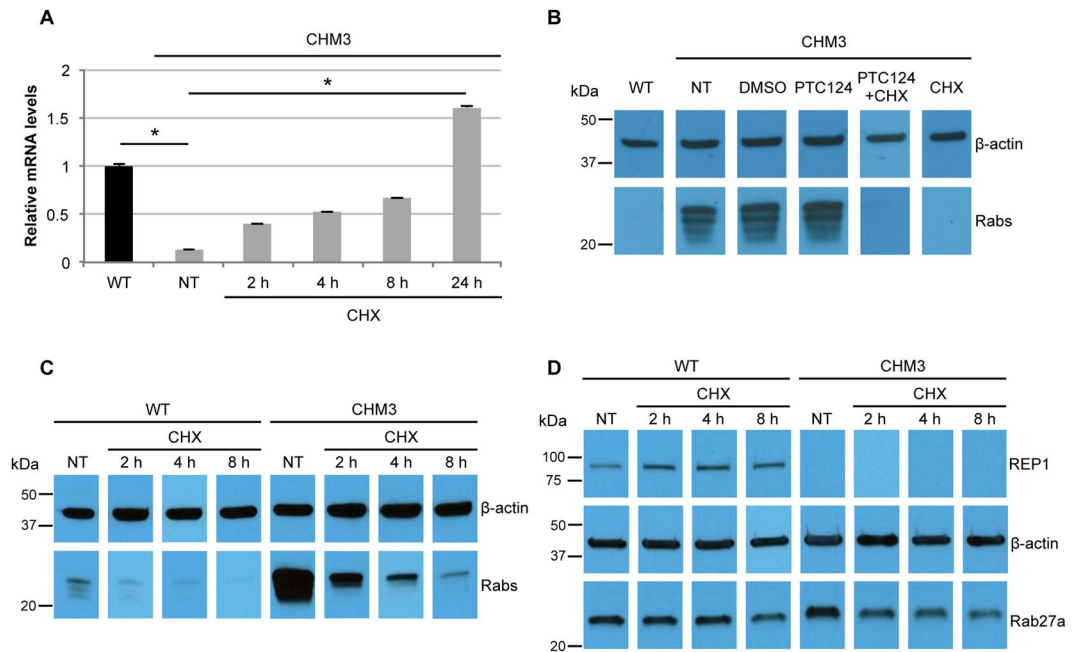 A
CHM3
2
1.5
1
0.5
0
Relative mRNA levels
*
*
WT NT 2 h 4 h 8 h 24 h
CHX
B
CHM3
kDa WT NT DMSO PTC124 PTC124 +CHX CHX
50
37
β-actin
20
Rabs
C
WT CHM3
CHX CHX
kDa NT 2 h 4 h 8 h NT 2 h 4 h 8 h
50
37
β-actin
20
Rabs
D
WT CHM3
CHX CHX
kDa NT 2 h 4 h 8 h NT 2 h 4 h 8 h
100
75
REP1
50
37
β-actin
20
Rab27a